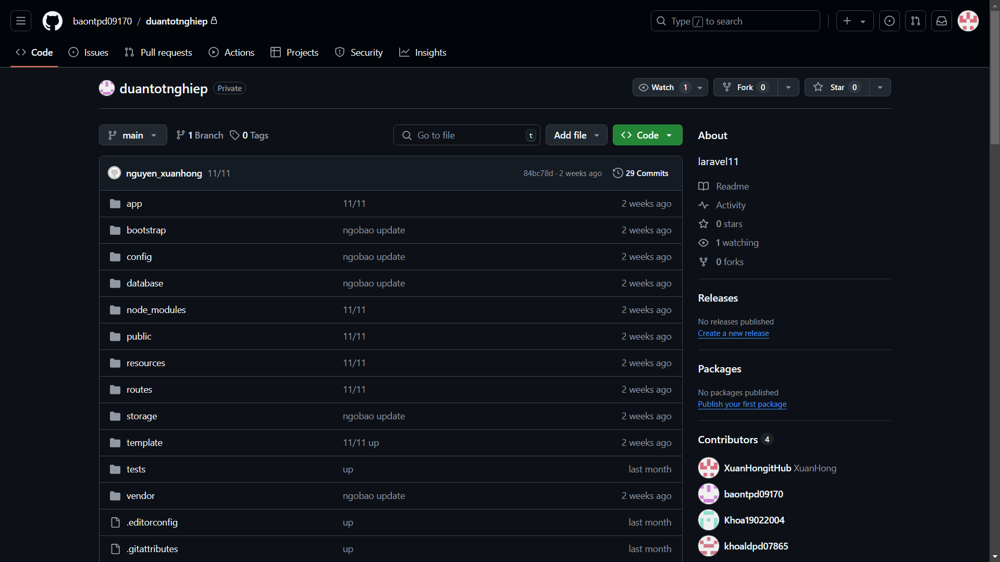 baontpd09170 / duantotnghiep
Type / to search
Code
Issues
Pull requests
Actions
Projects
Security
Insights
duantotnghiep Private
Watch 1
Fork 0
Star 0
main
1 Branch
0 Tags
Go to file t
Add file
Code
nguyen_xuanhong 11/11
84bc78d · 2 weeks ago
29 Commits
app 11/11 2 weeks ago
bootstrap ngobao update 2 weeks ago
config ngobao update 2 weeks ago
database ngobao update 2 weeks ago
node_modules 11/11 2 weeks ago
public 11/11 2 weeks ago
resources 11/11 2 weeks ago
routes 11/11 2 weeks ago
storage ngobao update 2 weeks ago
template 11/11 up 2 weeks ago
tests up last month
vendor ngobao update 2 weeks ago
.editorconfig up last month
.gitattributes up last month
About
laravel11
Readme
Activity
0 stars
1 watching
0 forks
Releases
No releases published
Create a new release
Packages
No packages published
Publish your first package
Contributors 4
XuanHongitHub XuanHong
baontpd09170
Khoa19022004
khoaldpd07865